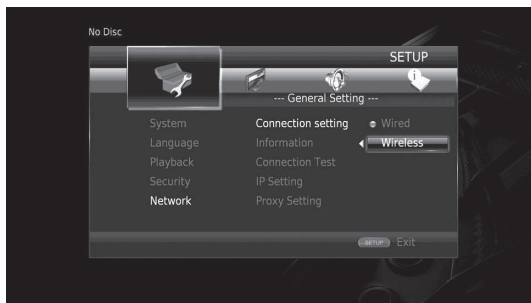 No Disc
SETUP
--- General Setting ---
System
Connection setting
Wired
Language
Information
Wireless
Playback
Connection Test
Security
IP Setting
Network
Proxy Setting
SETUP Exit